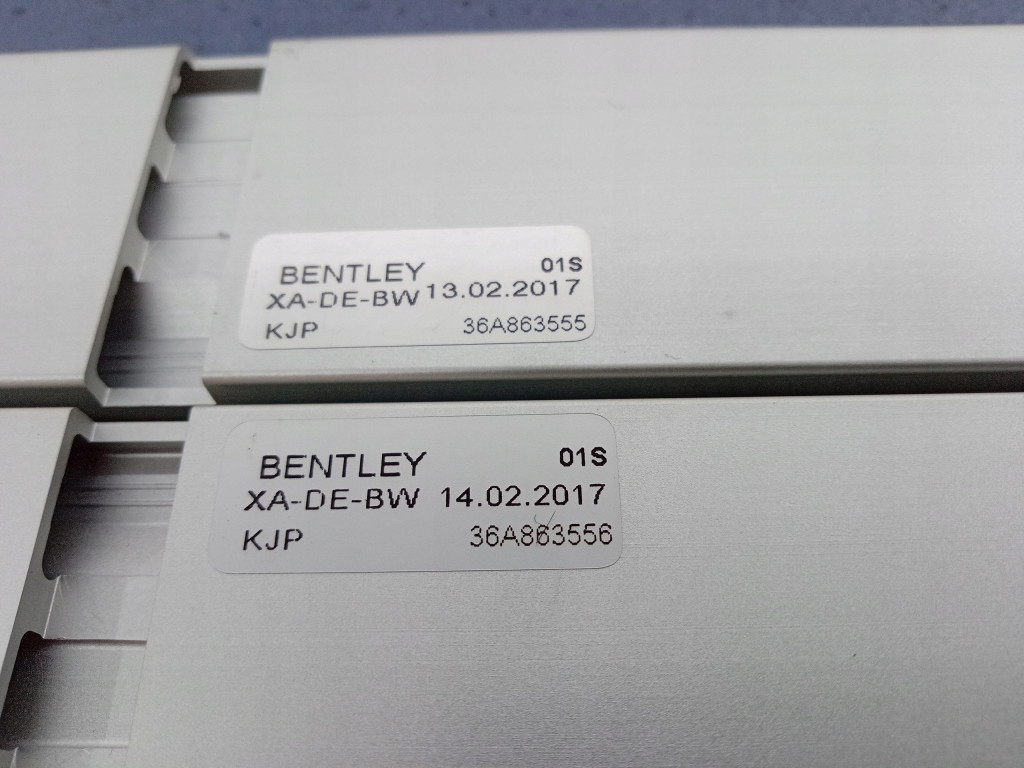 BENTLEY 01S
XA-DE-BW 13.02.2017
KJP 36A863555
BENTLEY 01S
XA-DE-BW 14.02.2017
KJP 36A863556